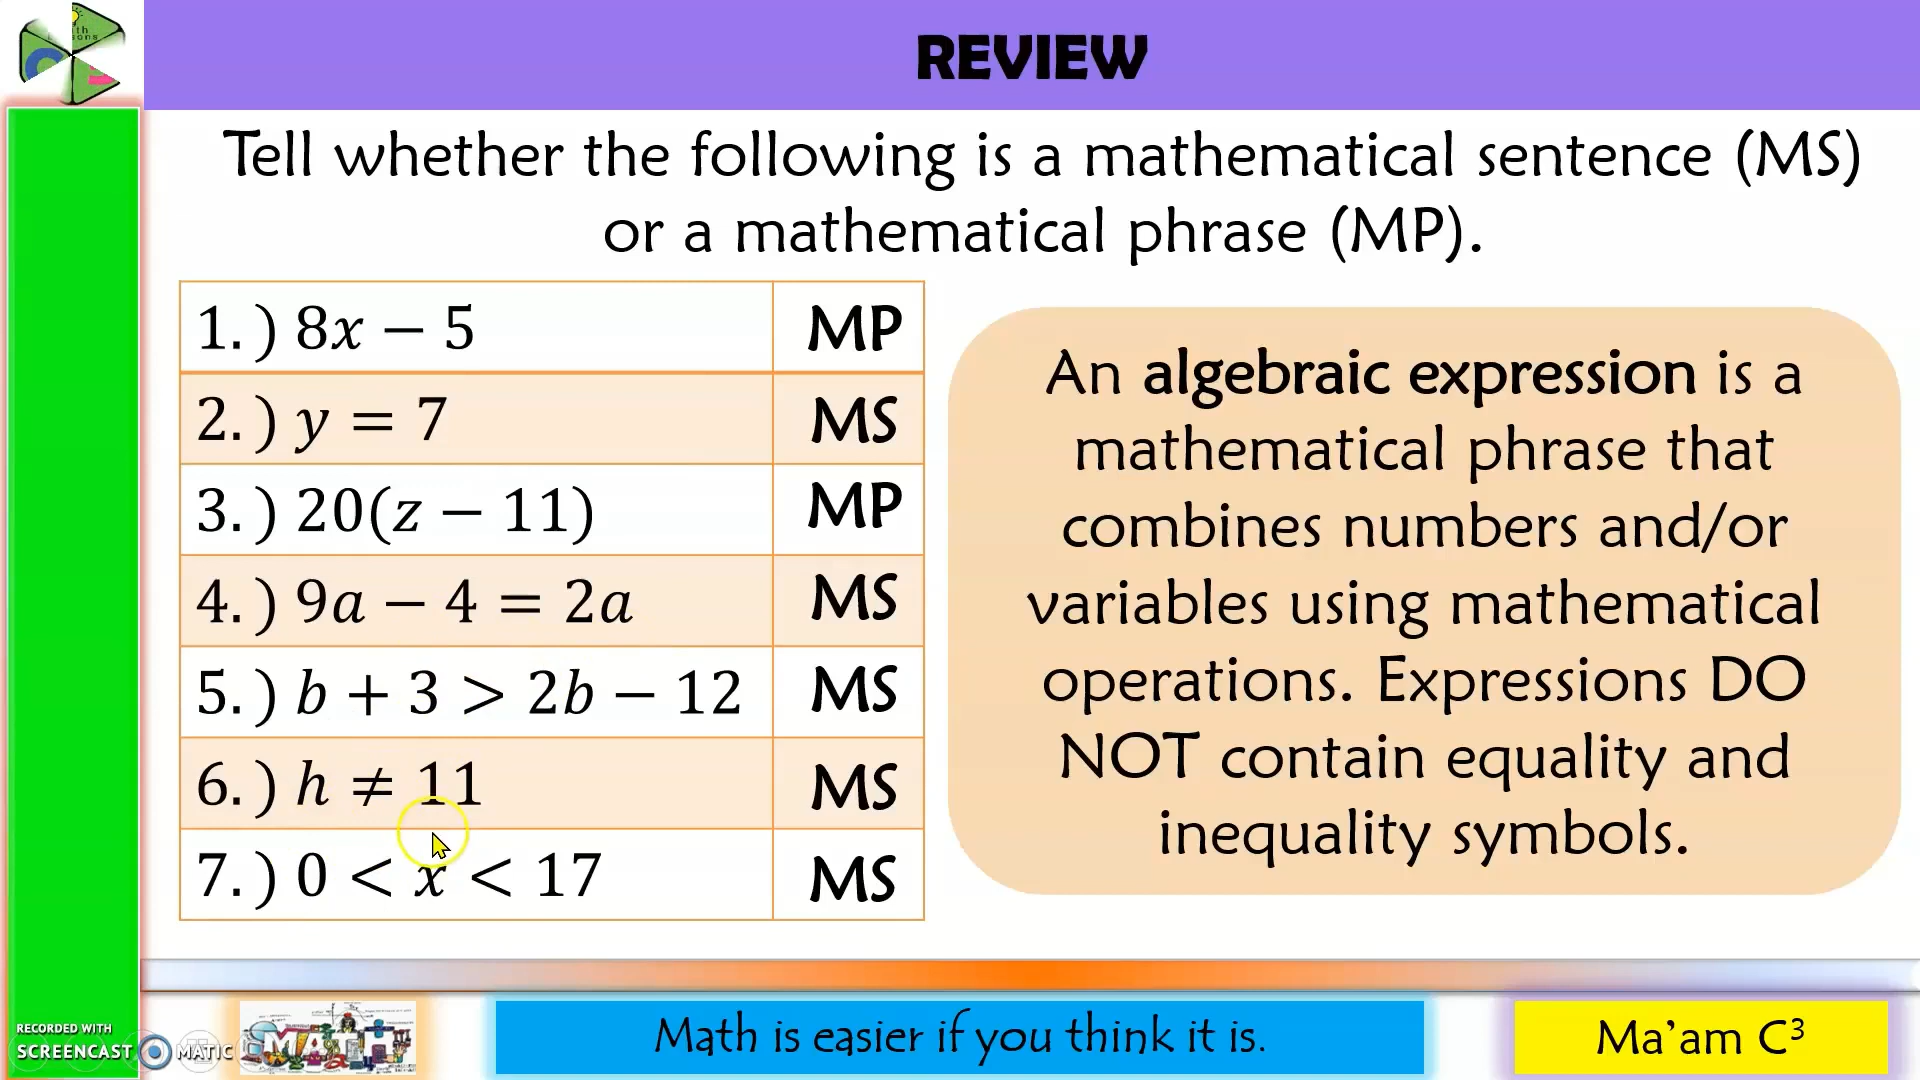 REVIEW
Tell whether the following is a mathematical sentence (MS)
or a mathematical phrase (MP).
1.) 8x − 5 MP
2.) y = 7 MS
3.) 20(z − 11) MP
4.) 9a − 4 = 2a MS
5.) b + 3 > 2b − 12 MS
6.) h ≠ 11 MS
7.) 0 < x < 17 MS
An algebraic expression is a
mathematical phrase that
combines numbers and/or
variables using mathematical
operations. Expressions DO
NOT contain equality and
inequality symbols.
RECORDED WITH
SCREENCAST MATIC
MATH
Math is easier if you think it is.
Ma'am C³